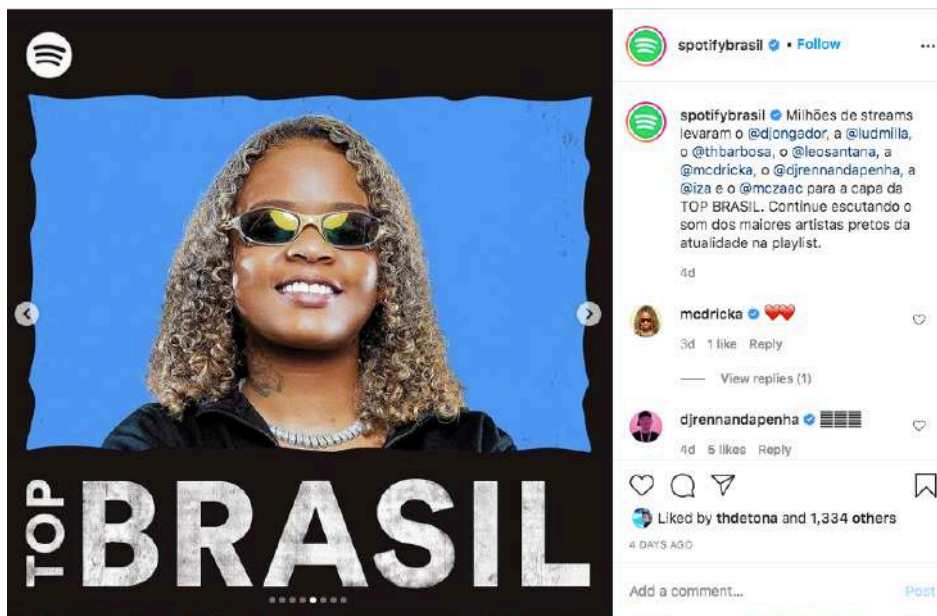 TOP BRASIL
spotifybrasil • Follow
spotifybrasil Milhões de streams
levaram o @djongador, a @ludmilla,
o @thbarbosa, o @leosantana, a
@mcdricka, o @djrennandapenha, a
@iza e o @mczaac para a capa da
TOP BRASIL. Continue escutando o
som dos maiores artistas pretos da
atualidade na playlist.
4d
mcdricka ❤️❤️
3d 1 like Reply
View replies (1)
djrennandapenha
4d 5 likes Reply
Liked by thdetona and 1,334 others
4 DAYS AGO
Add a comment...
Post